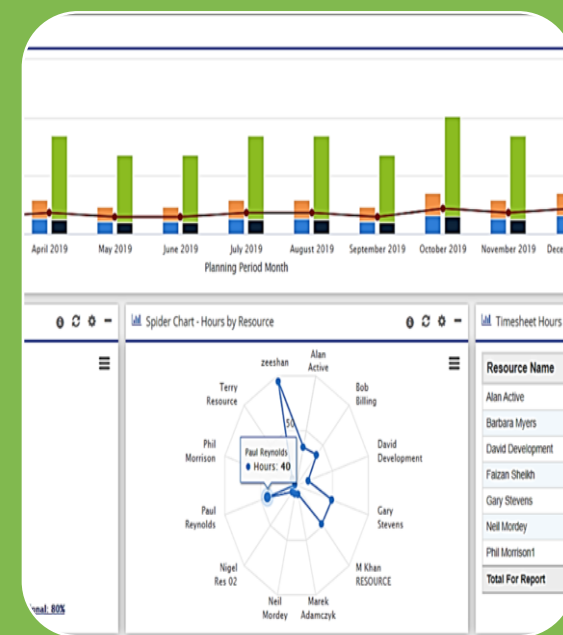 April 2019 May 2019 June 2019 July 2019 August 2019 September 2019 October 2019 November 2019 Dece
Planning Period Month
Spider Chart - Hours by Resource
Timesheet Hours
zeeshan
Alan
Active
Bob
Billing
David
Development
Gary
Stevens
M Khan
RESOURCE
Marek
Adamczyk
Neil
Mordey
Nigel
Res 02
Paul
Reynolds
Phil
Morrison
Terry
Resource
50
Paul Reynolds
Hours: 40
Resource Name
Alan Active
Barbara Myers
David Development
Faizan Sheikh
Gary Stevens
Neil Mordey
Phil Morrison1
Total For Report
onal: 80%